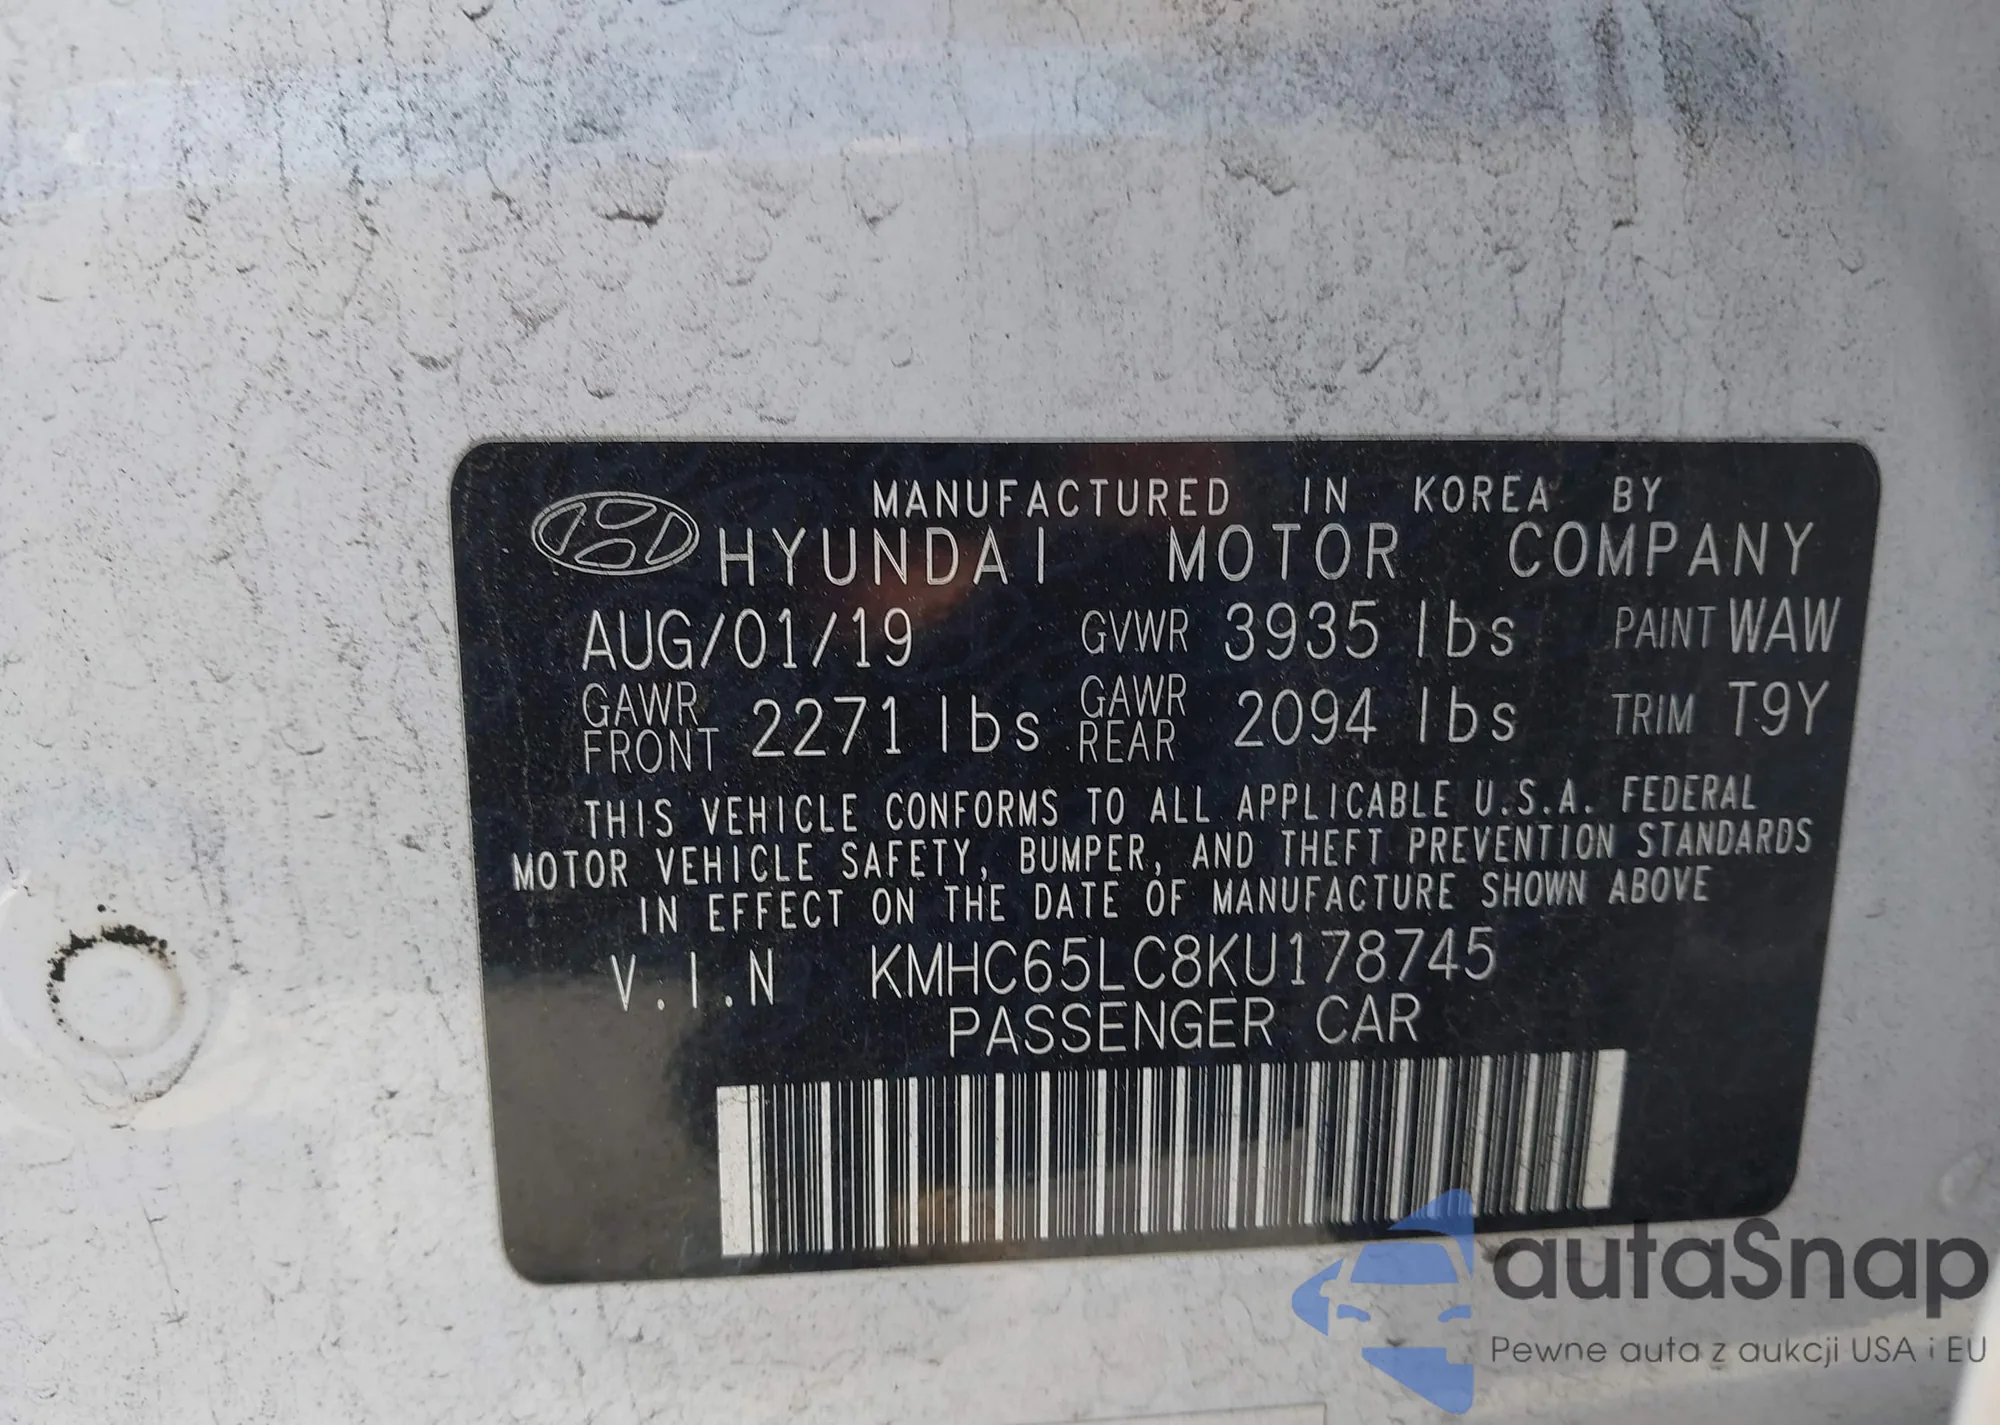 MANUFACTURED IN KOREA BY
HYUNDAI MOTOR COMPANY
AUG/01/19 GVWR 3935 lbs PAINT WAW
GAWR FRONT 2271 lbs GAWR REAR 2094 lbs TRIM T9Y
THIS VEHICLE CONFORMS TO ALL APPLICABLE U.S.A. FEDERAL
MOTOR VEHICLE SAFETY, BUMPER, AND THEFT PREVENTION STANDARDS
IN EFFECT ON THE DATE OF MANUFACTURE SHOWN ABOVE
V.I.N KMHC65LC8KU178745
PASSENGER CAR
autaSnap
Pewne auta z aukcji USA i EU